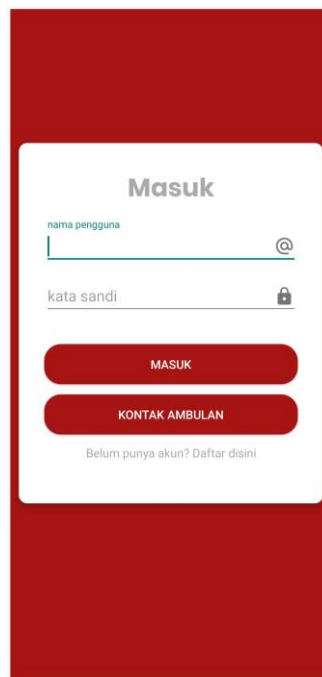 Masuk
nama pengguna
@
kata sandi
MASUK
KONTAK AMBULAN
Belum punya akun? Daftar disini